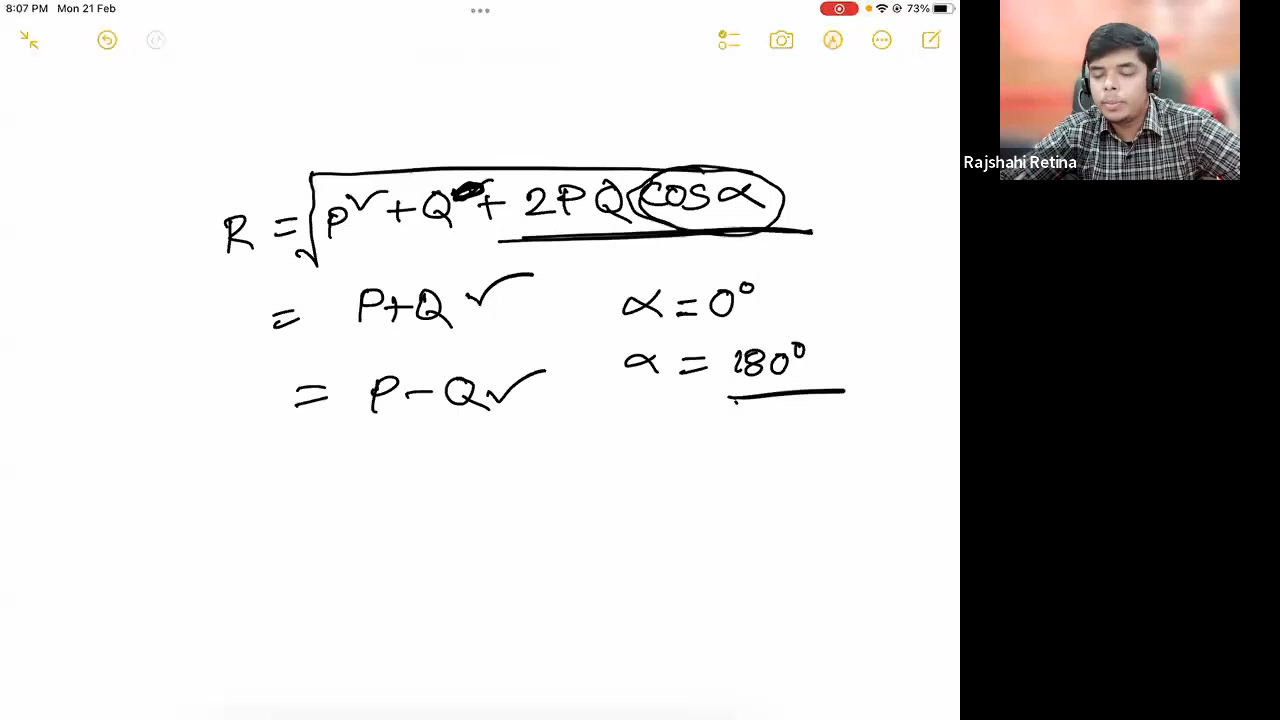 8:07 PM Mon 21 Feb
73%
Rajshahi Retina
R = √P² + Q² + 2PQ cos α
= P+Q ✓ α = 0°
= P - Q ✓ α = 180°